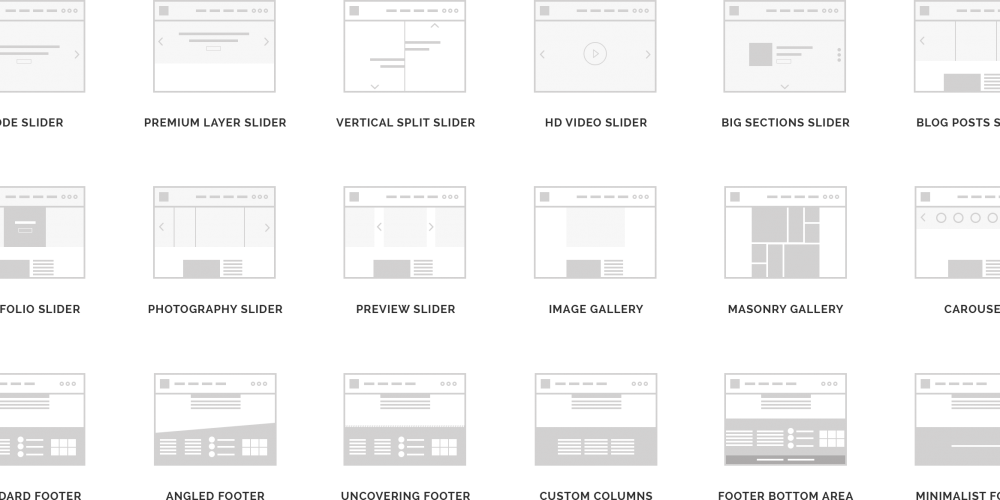 ODE SLIDER
PREMIUM LAYER SLIDER
VERTICAL SPLIT SLIDER
HD VIDEO SLIDER
BIG SECTIONS SLIDER
BLOG POSTS S
FOLIO SLIDER
PHOTOGRAPHY SLIDER
PREVIEW SLIDER
IMAGE GALLERY
MASONRY GALLERY
CAROUSE
DARD FOOTER
ANGLED FOOTER
UNCOVERING FOOTER
CUSTOM COLUMNS
FOOTER BOTTOM AREA
MINIMALIST FO